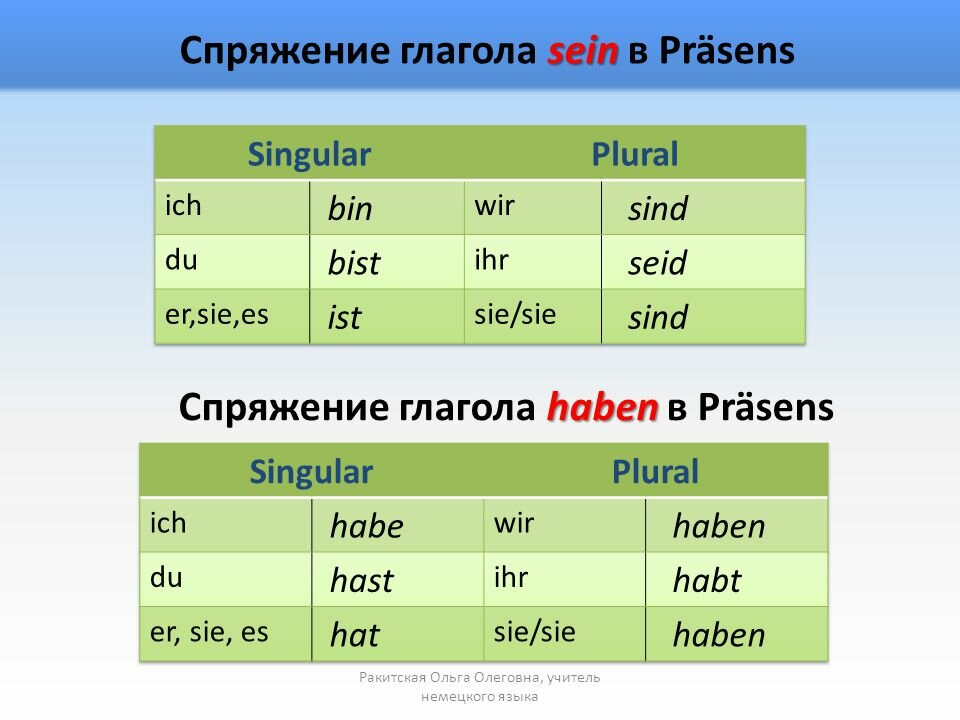 Спряжение глагола sein в Präsens
Singular Plural
ich bin wir sind
du bist ihr seid
er,sie,es ist sie/sie sind
Спряжение глагола haben в Präsens
Singular Plural
ich habe wir haben
du hast ihr habt
er, sie, es hat sie/sie haben
Ракитская Ольга Олеговна, учитель
немецкого языка